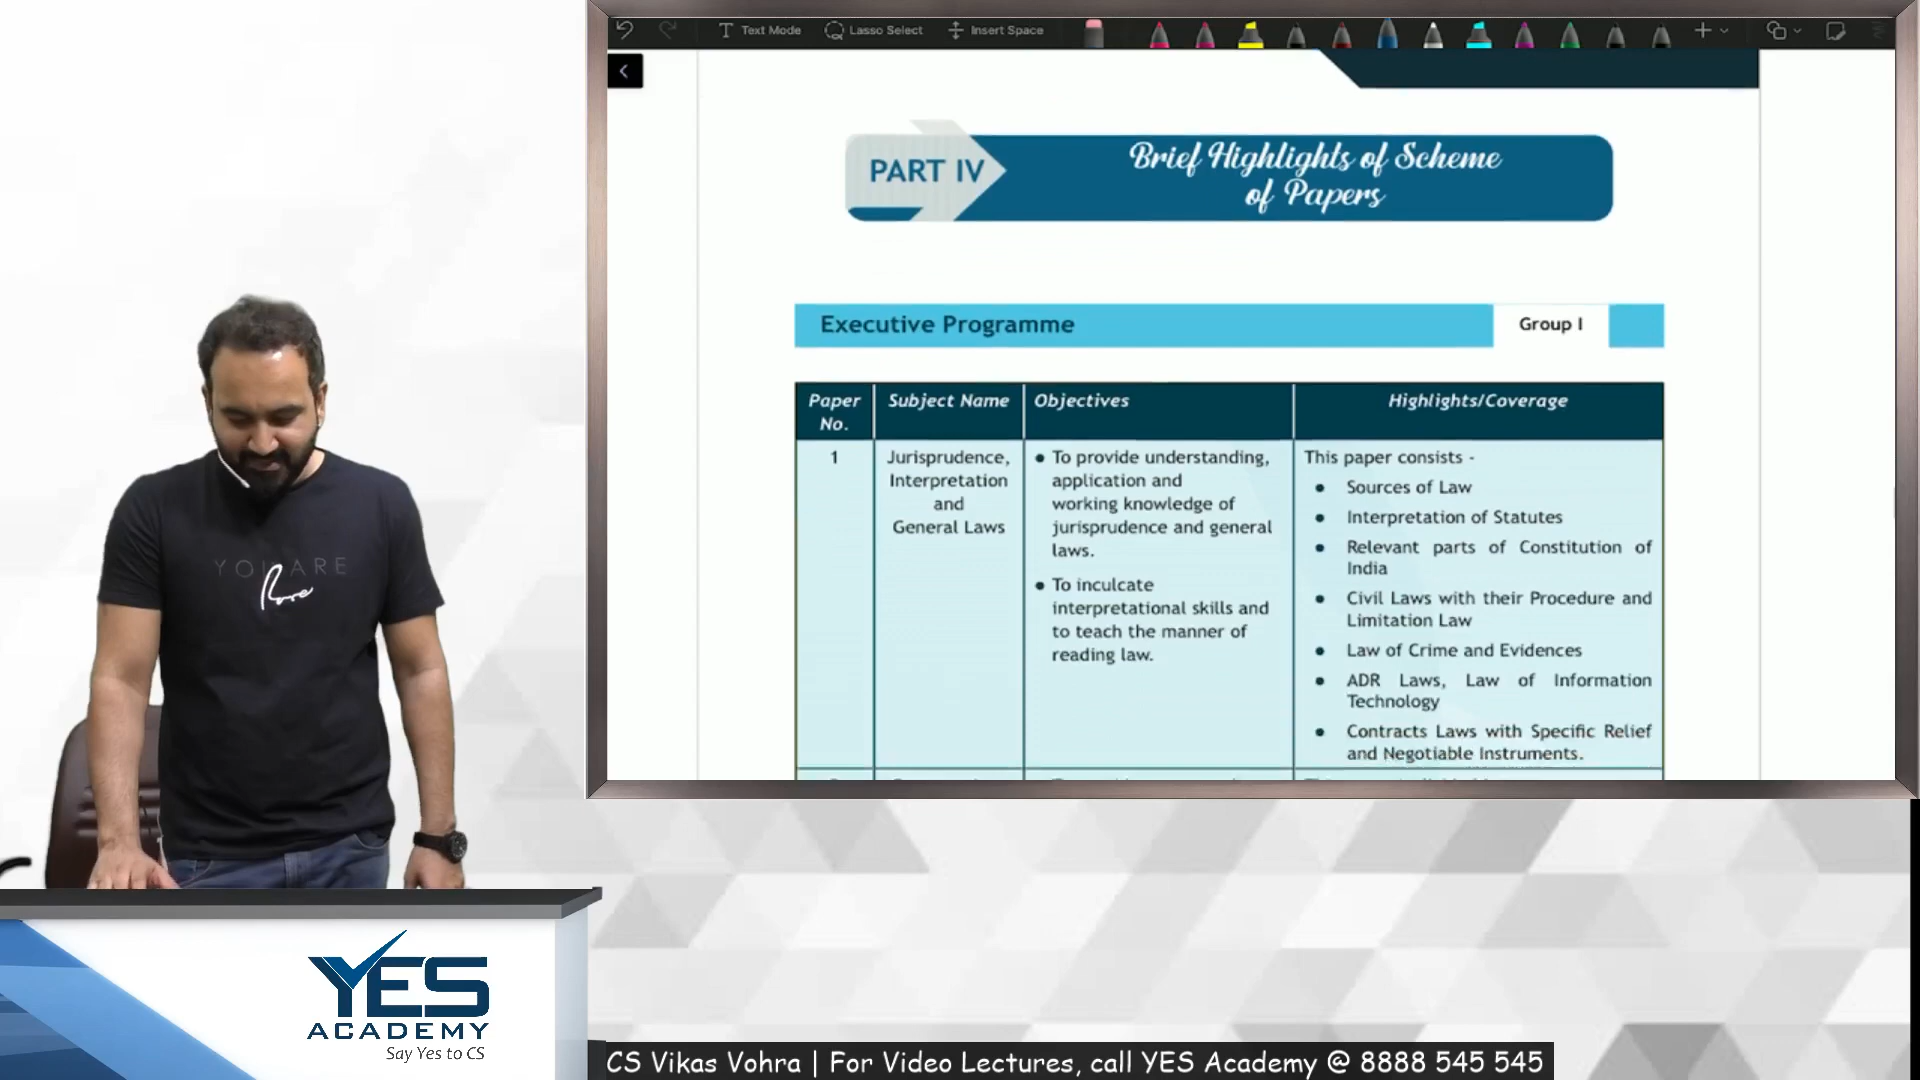 Text Mode
Lasso Select
Insert Space
PART IV
Brief Highlights of Scheme
of Papers
Executive Programme
Group I
Paper No.
Subject Name
Objectives
Highlights/Coverage
1
Jurisprudence,
Interpretation
and
General Laws
● To provide understanding,
application and
working knowledge of
jurisprudence and general
laws.
● To inculcate
interpretational skills and
to teach the manner of
reading law.
This paper consists -
● Sources of Law
● Interpretation of Statutes
● Relevant parts of Constitution of
India
● Civil Laws with their Procedure and
Limitation Law
● Law of Crime and Evidences
● ADR Laws, Law of Information
Technology
● Contracts Laws with Specific Relief
and Negotiable Instruments.
YOU ARE
YES
ACADEMY
Say Yes to CS
CS Vikas Vohra | For Video Lectures, call YES Academy @ 8888 545 545